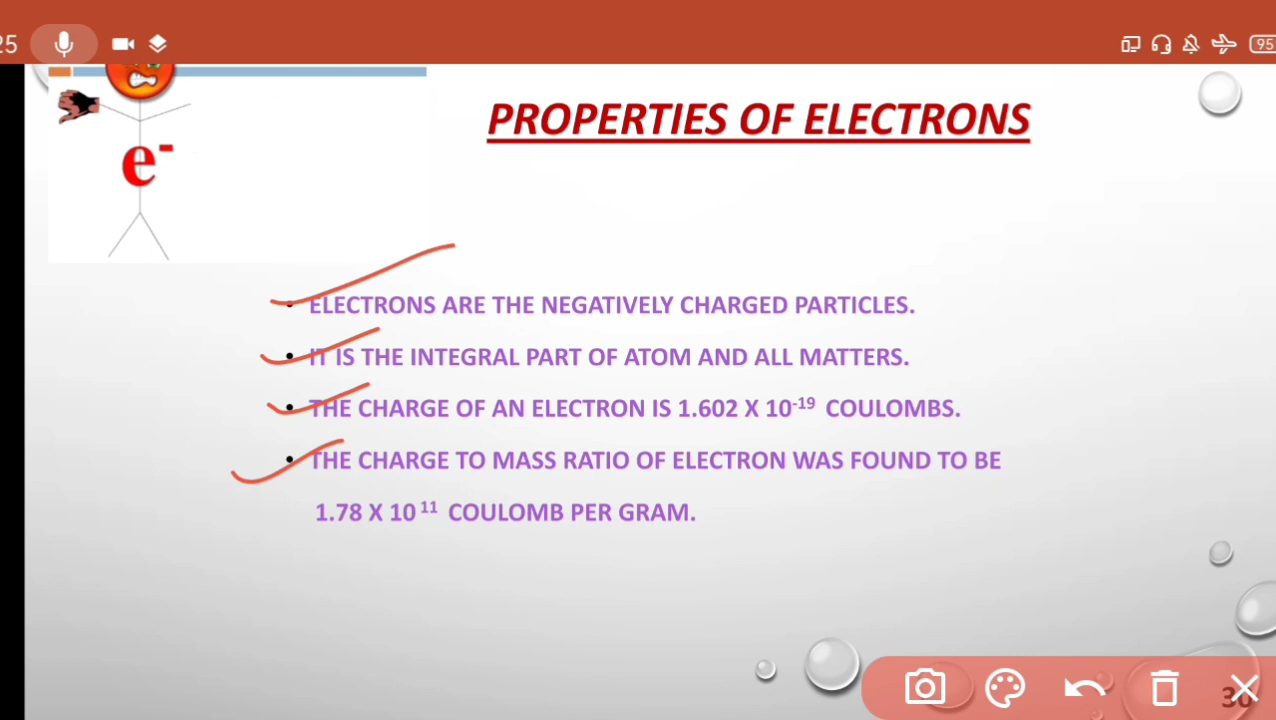 25
95
PROPERTIES OF ELECTRONS
e-
• ELECTRONS ARE THE NEGATIVELY CHARGED PARTICLES.
• IT IS THE INTEGRAL PART OF ATOM AND ALL MATTERS.
• THE CHARGE OF AN ELECTRON IS 1.602 X 10⁻¹⁹ COULOMBS.
• THE CHARGE TO MASS RATIO OF ELECTRON WAS FOUND TO BE
1.78 X 10 ¹¹ COULOMB PER GRAM.